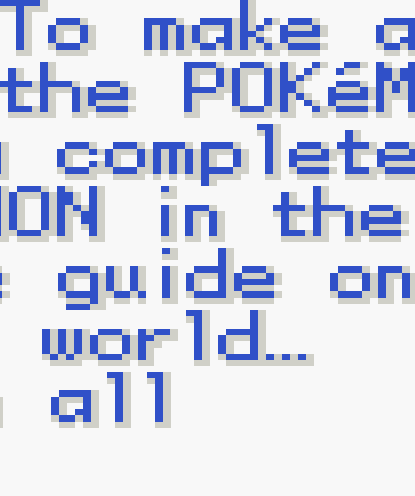 To make a
the POKéM
complete
ON in the
guide on
world…
all